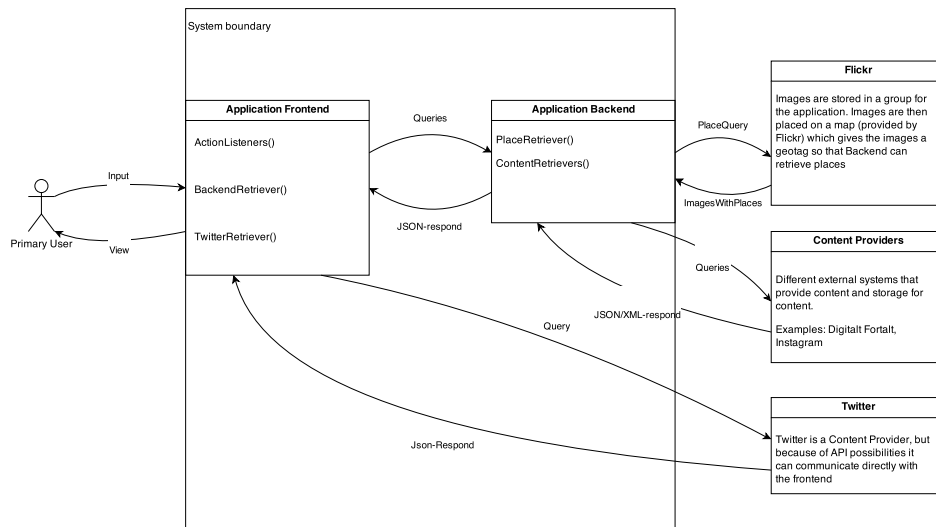 System boundary
Application Frontend
ActionListeners()
BackendRetriever()
TwitterRetriever()
Queries
JSON-respond
Application Backend
PlaceRetriever()
ContentRetrievers()
PlaceQuery
ImagesWithPlaces
Flickr
Images are stored in a group for
the application. Images are then
placed on a map (provided by
Flickr) which gives the images a
geotag so that Backend can
retrieve places
Input
Primary User
View
Content Providers
Different external systems that
provide content and storage for
content.
Examples: Digitalt Fortalt,
Instagram
Queries
JSON/XML-respond
Query
Json-Respond
Twitter
Twitter is a Content Provider, but
because of API possibilities it
can communicate directly with
the frontend